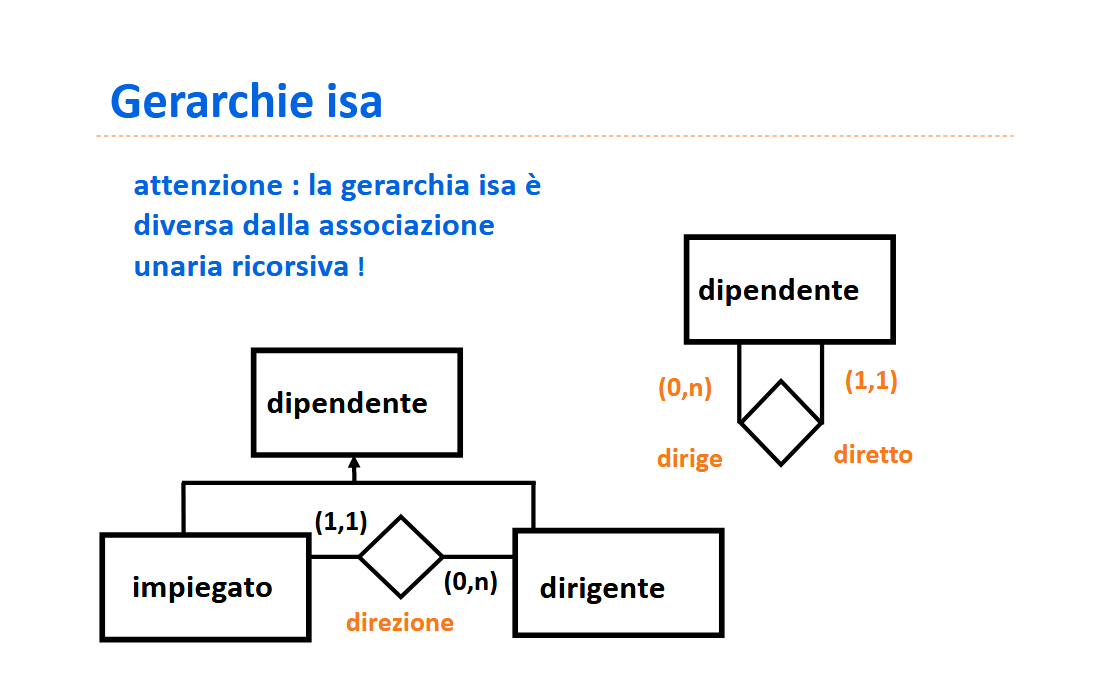 Gerarchie isa
attenzione : la gerarchia isa è
diversa dalla associazione
unaria ricorsiva !
dipendente
(0,n)
(1,1)
dirige
diretto
dipendente
(1,1)
impiegato
(0,n)
dirigente
direzione